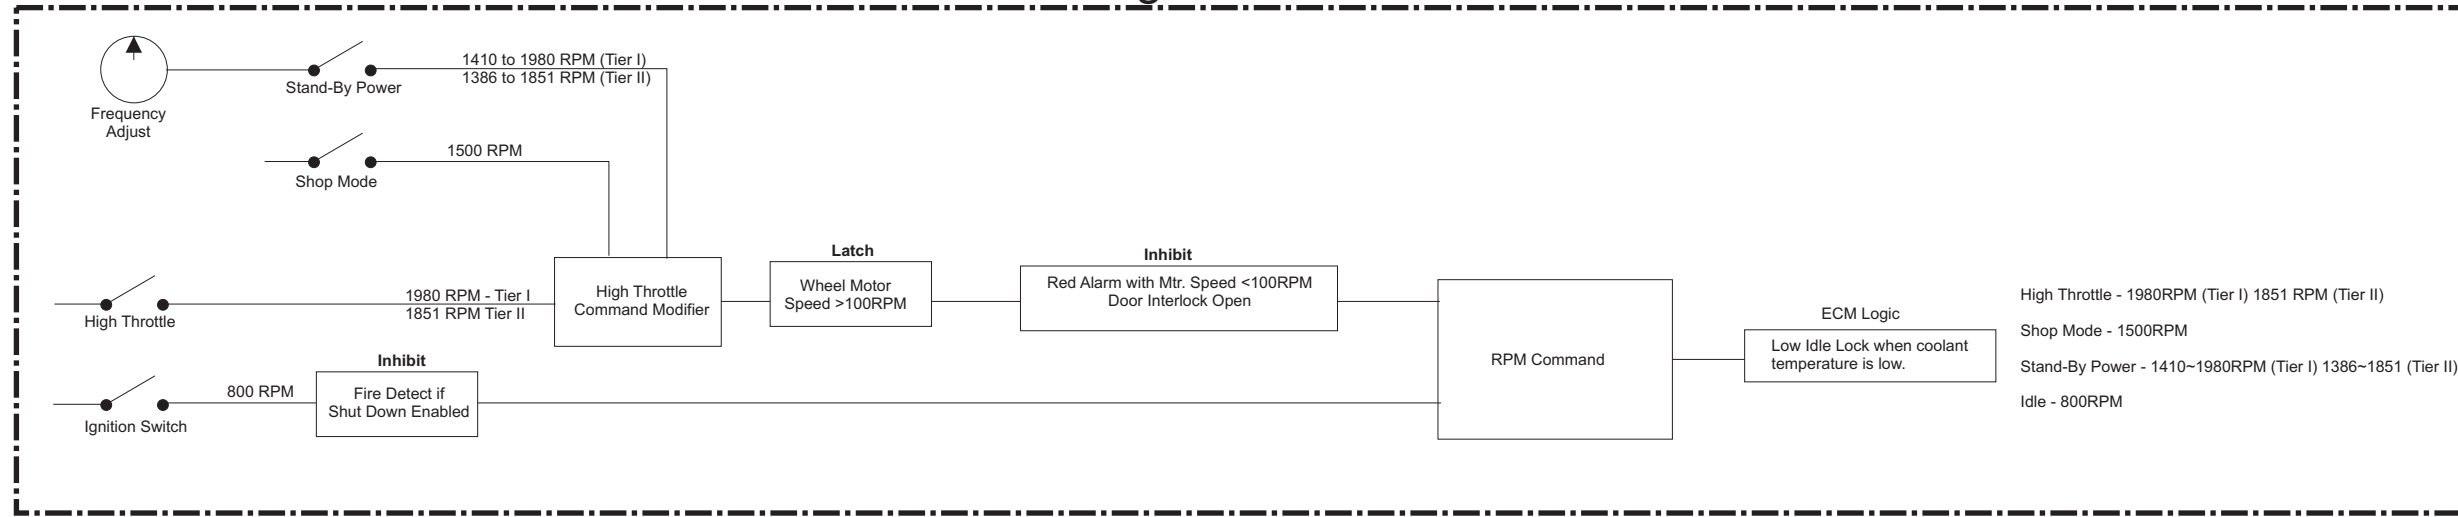 1410 to 1980 RPM (Tier I)
1386 to 1851 RPM (Tier II)
Stand-By Power
Frequency
Adjust
1500 RPM
Shop Mode
Latch
Inhibit
Wheel Motor
Speed >100RPM
Red Alarm with Mtr. Speed <100RPM
Door Interlock Open
High Throttle
Command Modifier
1980 RPM - Tier I
1851 RPM Tier II
High Throttle
ECM Logic
Low Idle Lock when coolant
temperature is low.
RPM Command
High Throttle - 1980RPM (Tier I) 1851 RPM (Tier II)
Shop Mode - 1500RPM
Stand-By Power - 1410~1980RPM (Tier I) 1386~1851 (Tier II)
Idle - 800RPM
Inhibit
800 RPM
Fire Detect if
Shut Down Enabled
Ignition Switch